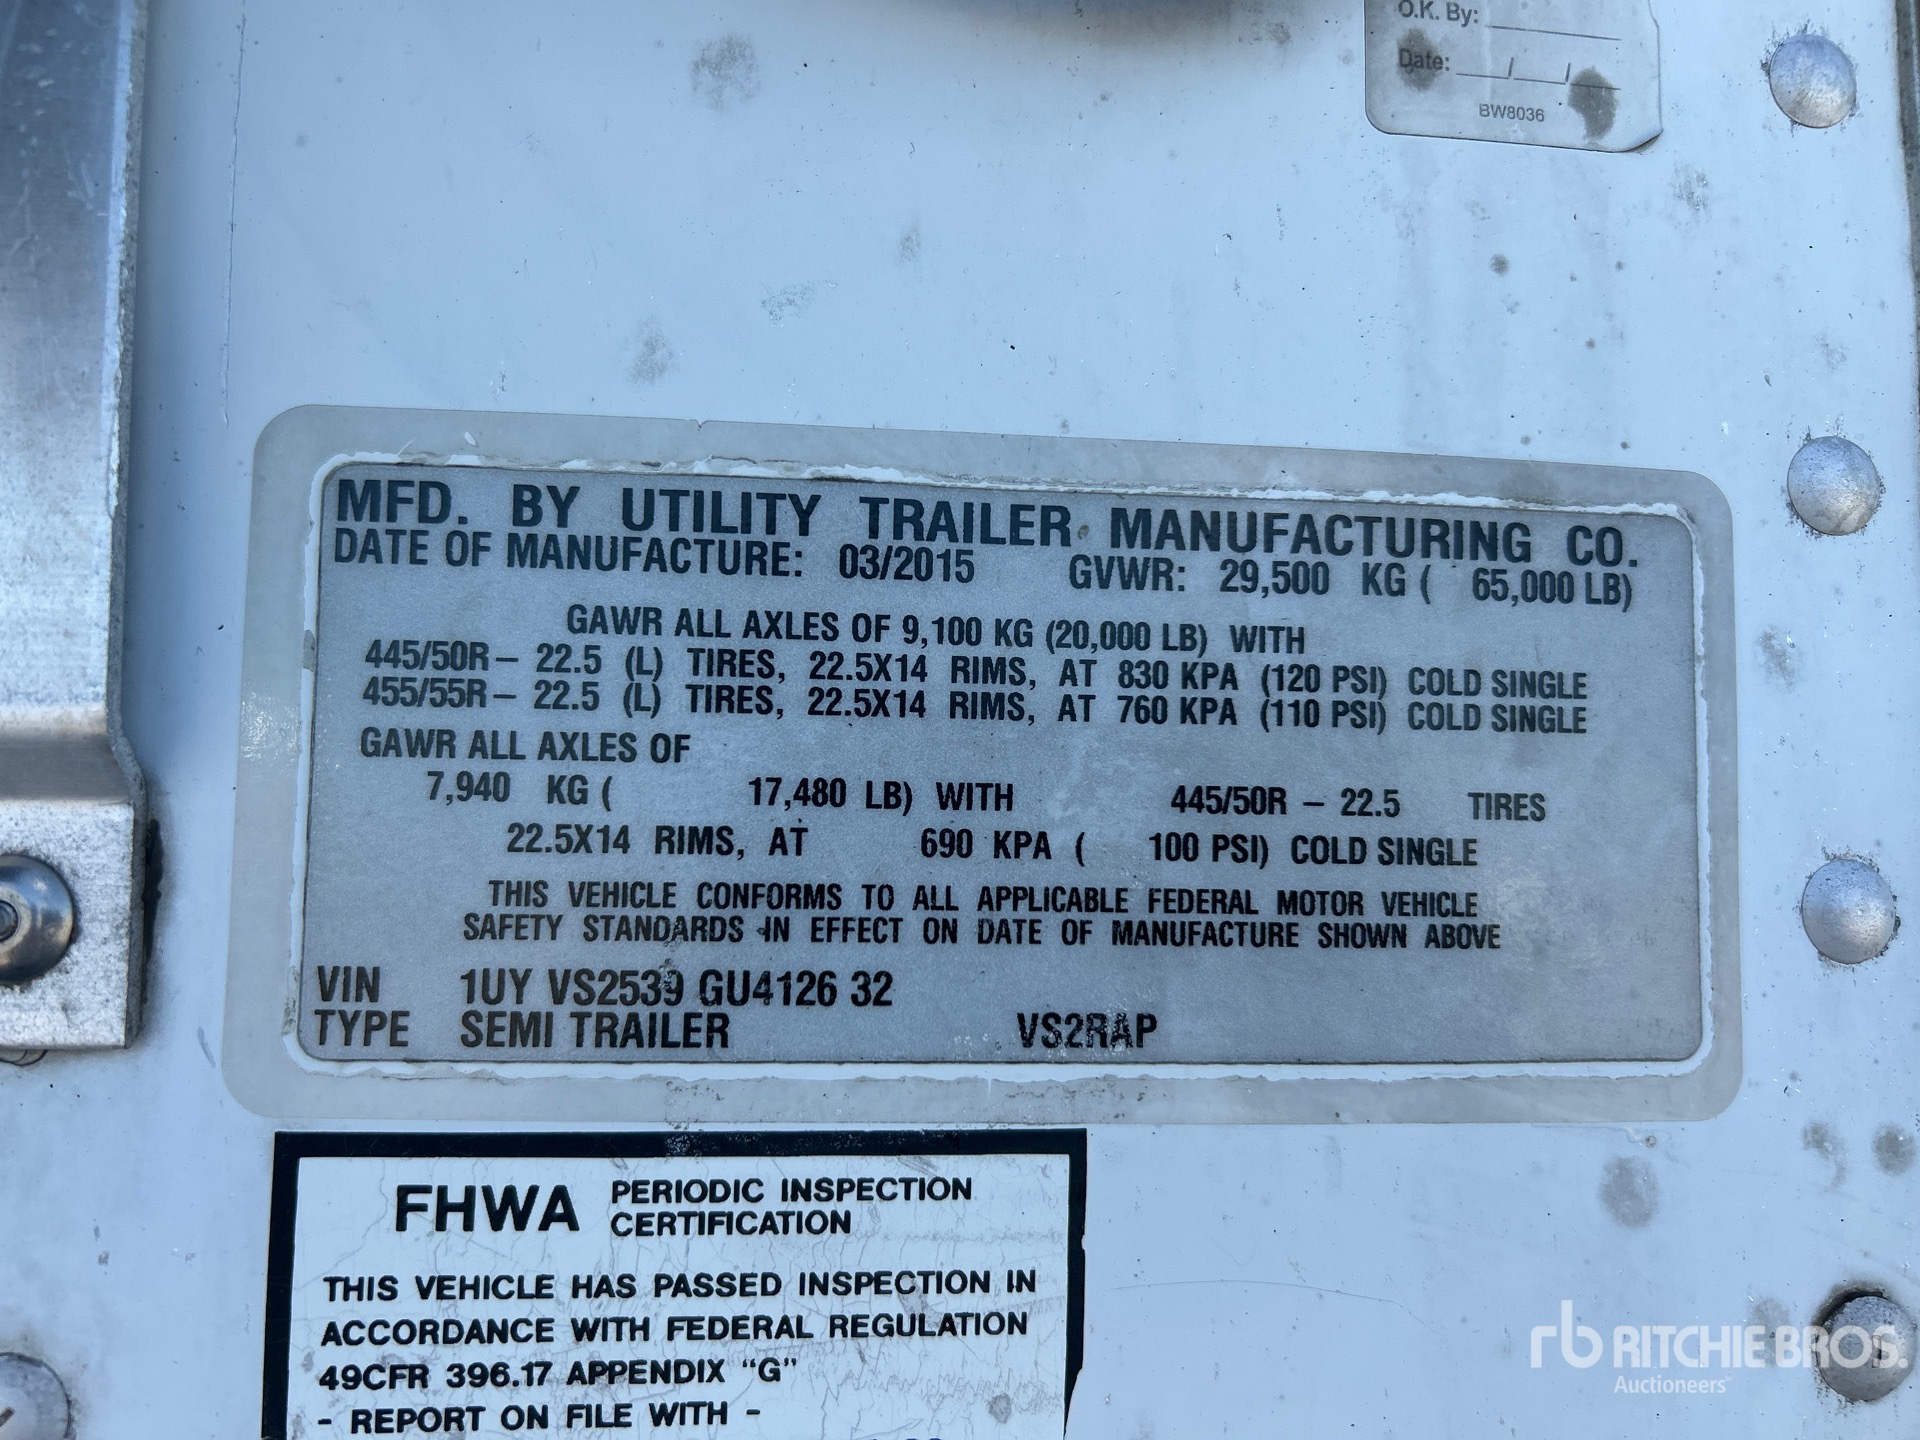 O.K. By:
Date: / /
BW8036
MFD. BY UTILITY TRAILER MANUFACTURING CO.
DATE OF MANUFACTURE: 03/2015 GVWR: 29,500 KG ( 65,000 LB)
GAWR ALL AXLES OF 9,100 KG (20,000 LB) WITH
445/50R– 22.5 (L) TIRES, 22.5X14 RIMS, AT 830 KPA (120 PSI) COLD SINGLE
455/55R– 22.5 (L) TIRES, 22.5X14 RIMS, AT 760 KPA (110 PSI) COLD SINGLE
GAWR ALL AXLES OF
7,940 KG ( 17,480 LB) WITH 445/50R – 22.5 TIRES
22.5X14 RIMS, AT 690 KPA ( 100 PSI) COLD SINGLE
THIS VEHICLE CONFORMS TO ALL APPLICABLE FEDERAL MOTOR VEHICLE
SAFETY STANDARDS IN EFFECT ON DATE OF MANUFACTURE SHOWN ABOVE
VIN 1UY VS2539 GU4126 32
TYPE SEMI TRAILER VS2RAP
FHWA PERIODIC INSPECTION
CERTIFICATION
THIS VEHICLE HAS PASSED INSPECTION IN
ACCORDANCE WITH FEDERAL REGULATION
49CFR 396.17 APPENDIX “G”
- REPORT ON FILE WITH -
rb RITCHIE BROS.
Auctioneers